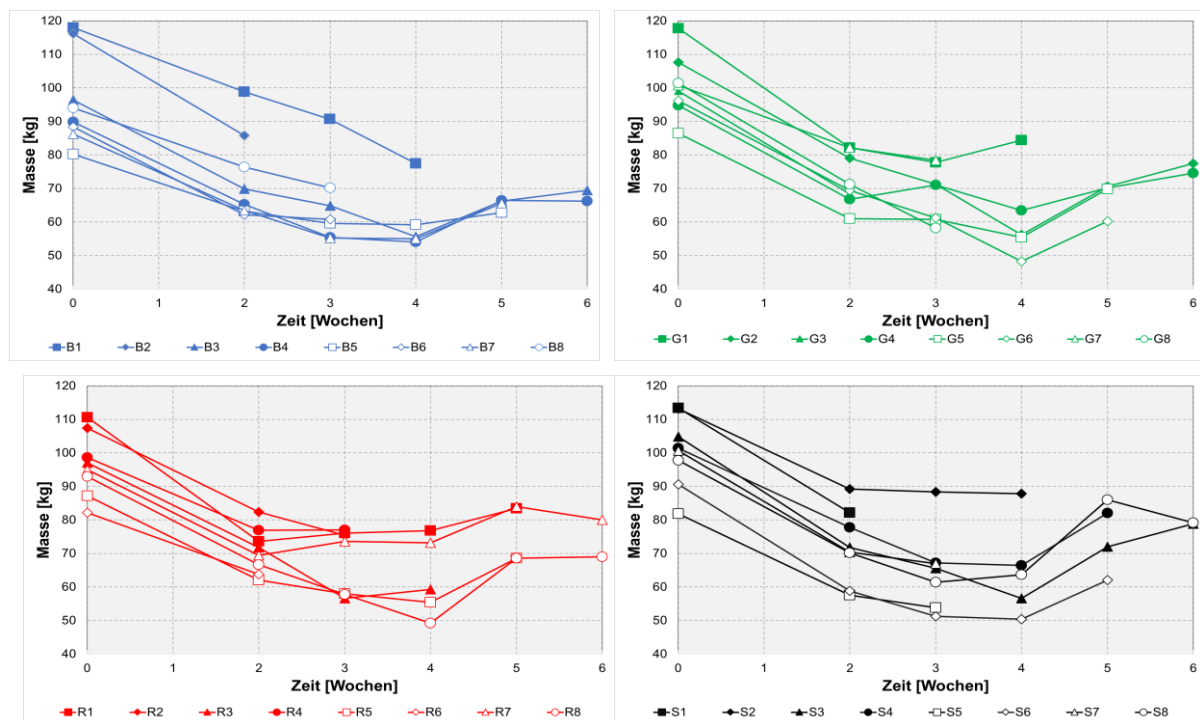 120
110
100
90
80
70
60
50
40
Masse [kg]
0 1 2 3 4 5 6
Zeit [Wochen]
B1 B2 B3 B4 B5 B6 B7 B8
120
110
100
90
80
70
60
50
40
Masse [kg]
0 1 2 3 4 5 6
Zeit [Wochen]
G1 G2 G3 G4 G5 G6 G7 G8
120
110
100
90
80
70
60
50
40
Masse [kg]
0 1 2 3 4 5 6
Zeit [Wochen]
R1 R2 R3 R4 R5 R6 R7 R8
120
110
100
90
80
70
60
50
40
Masse [kg]
0 1 2 3 4 5 6
Zeit [Wochen]
S1 S2 S3 S4 S5 S6 S7 S8